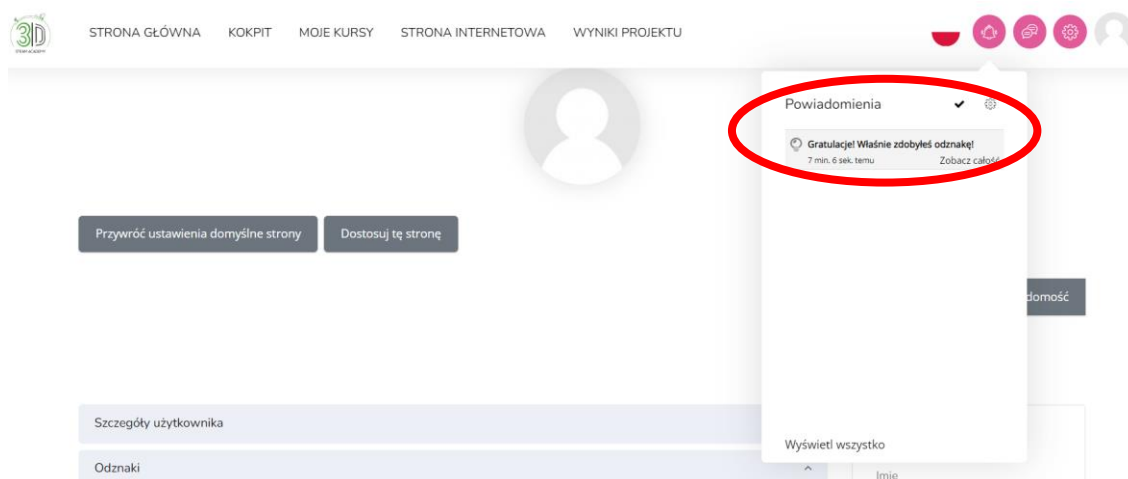 3D
STRONA GŁÓWNA KOKPIT MOJE KURSY STRONA INTERNETOWA WYNIKI PROJEKTU
Powiadomienia
Gratulacje! Właśnie zdobyłeś odznakę!
7 min. 6 sek. temu Zobacz całość
Przywróć ustawienia domyślne strony Dostosuj tę stronę
domość
Szczegóły użytkownika
Wyświetl wszystko
Odznaki
Imię